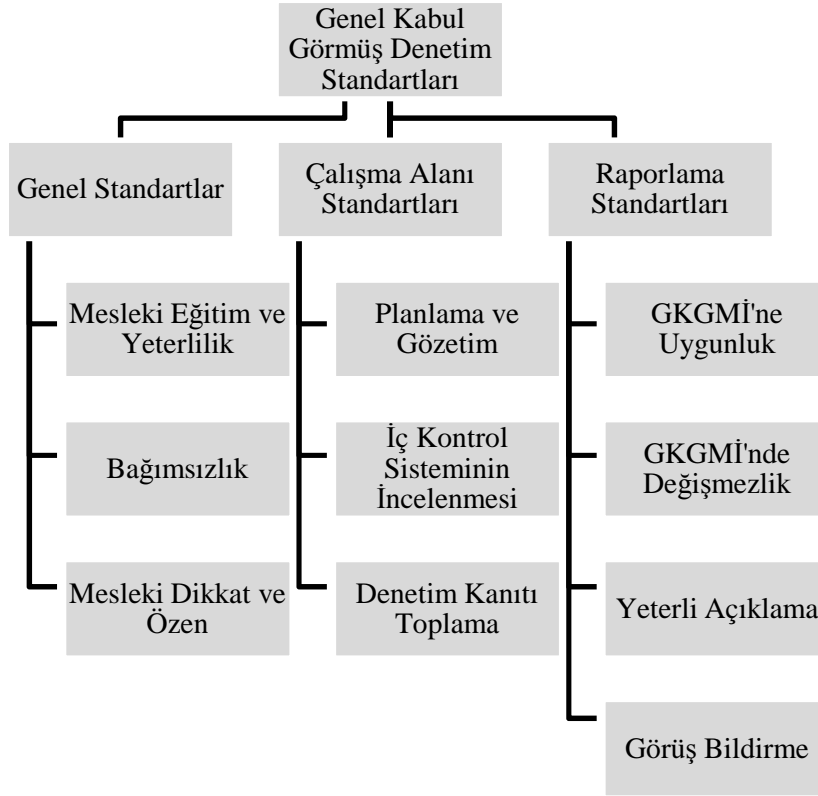 Genel Kabul
Görmüş Denetim
Standartları
Genel Standartlar
Mesleki Eğitim ve
Yeterlilik
Bağımsızlık
Mesleki Dikkat ve
Özen
Çalışma Alanı
Standartları
Planlama ve
Gözetim
İç Kontrol
Sisteminin
İncelenmesi
Denetim Kanıtı
Toplama
Raporlama
Standartları
GKGMİ'ne
Uygunluk
GKGMİ'nde
Değişmezlik
Yeterli Açıklama
Görüş Bildirme